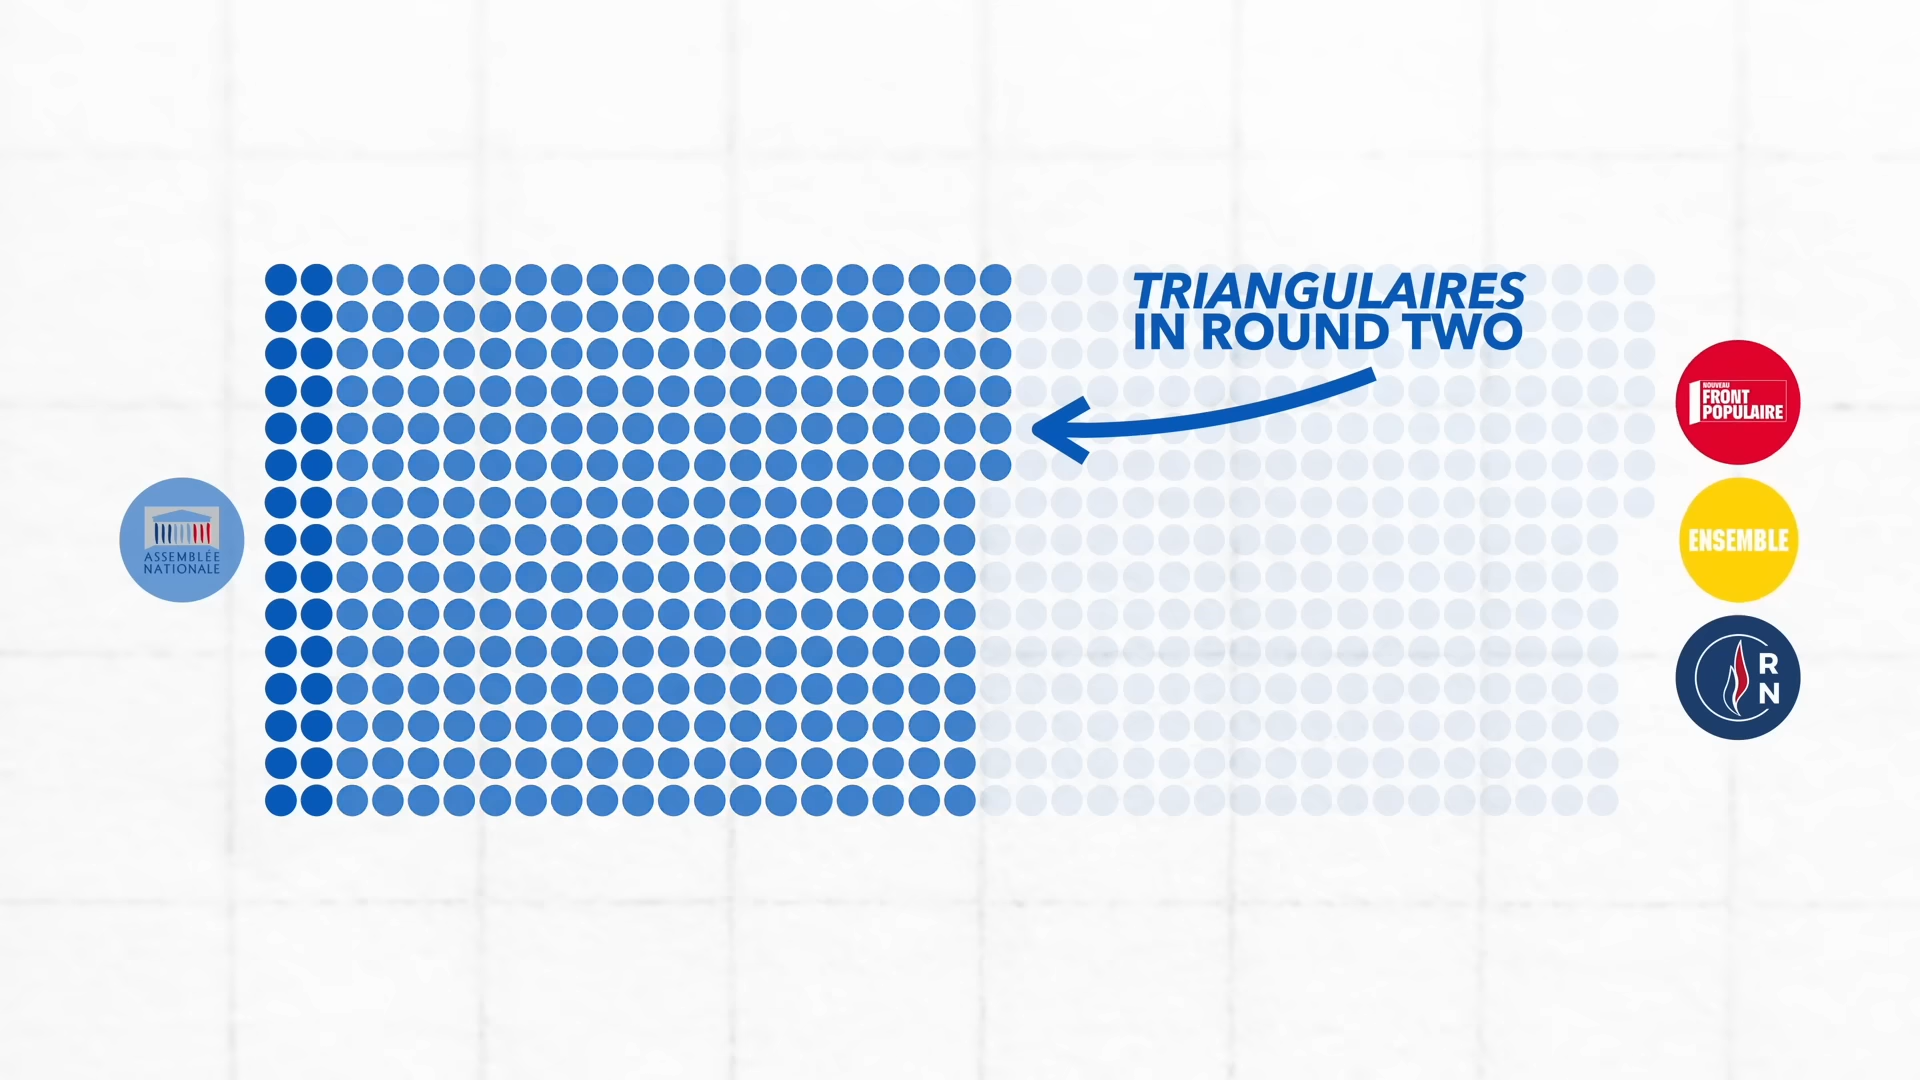 TRIANGULAIRES
IN ROUND TWO
NOUVEAU
FRONT
POPULAIRE
ASSEMBLÉE
NATIONALE
ENSEMBLE
R
N